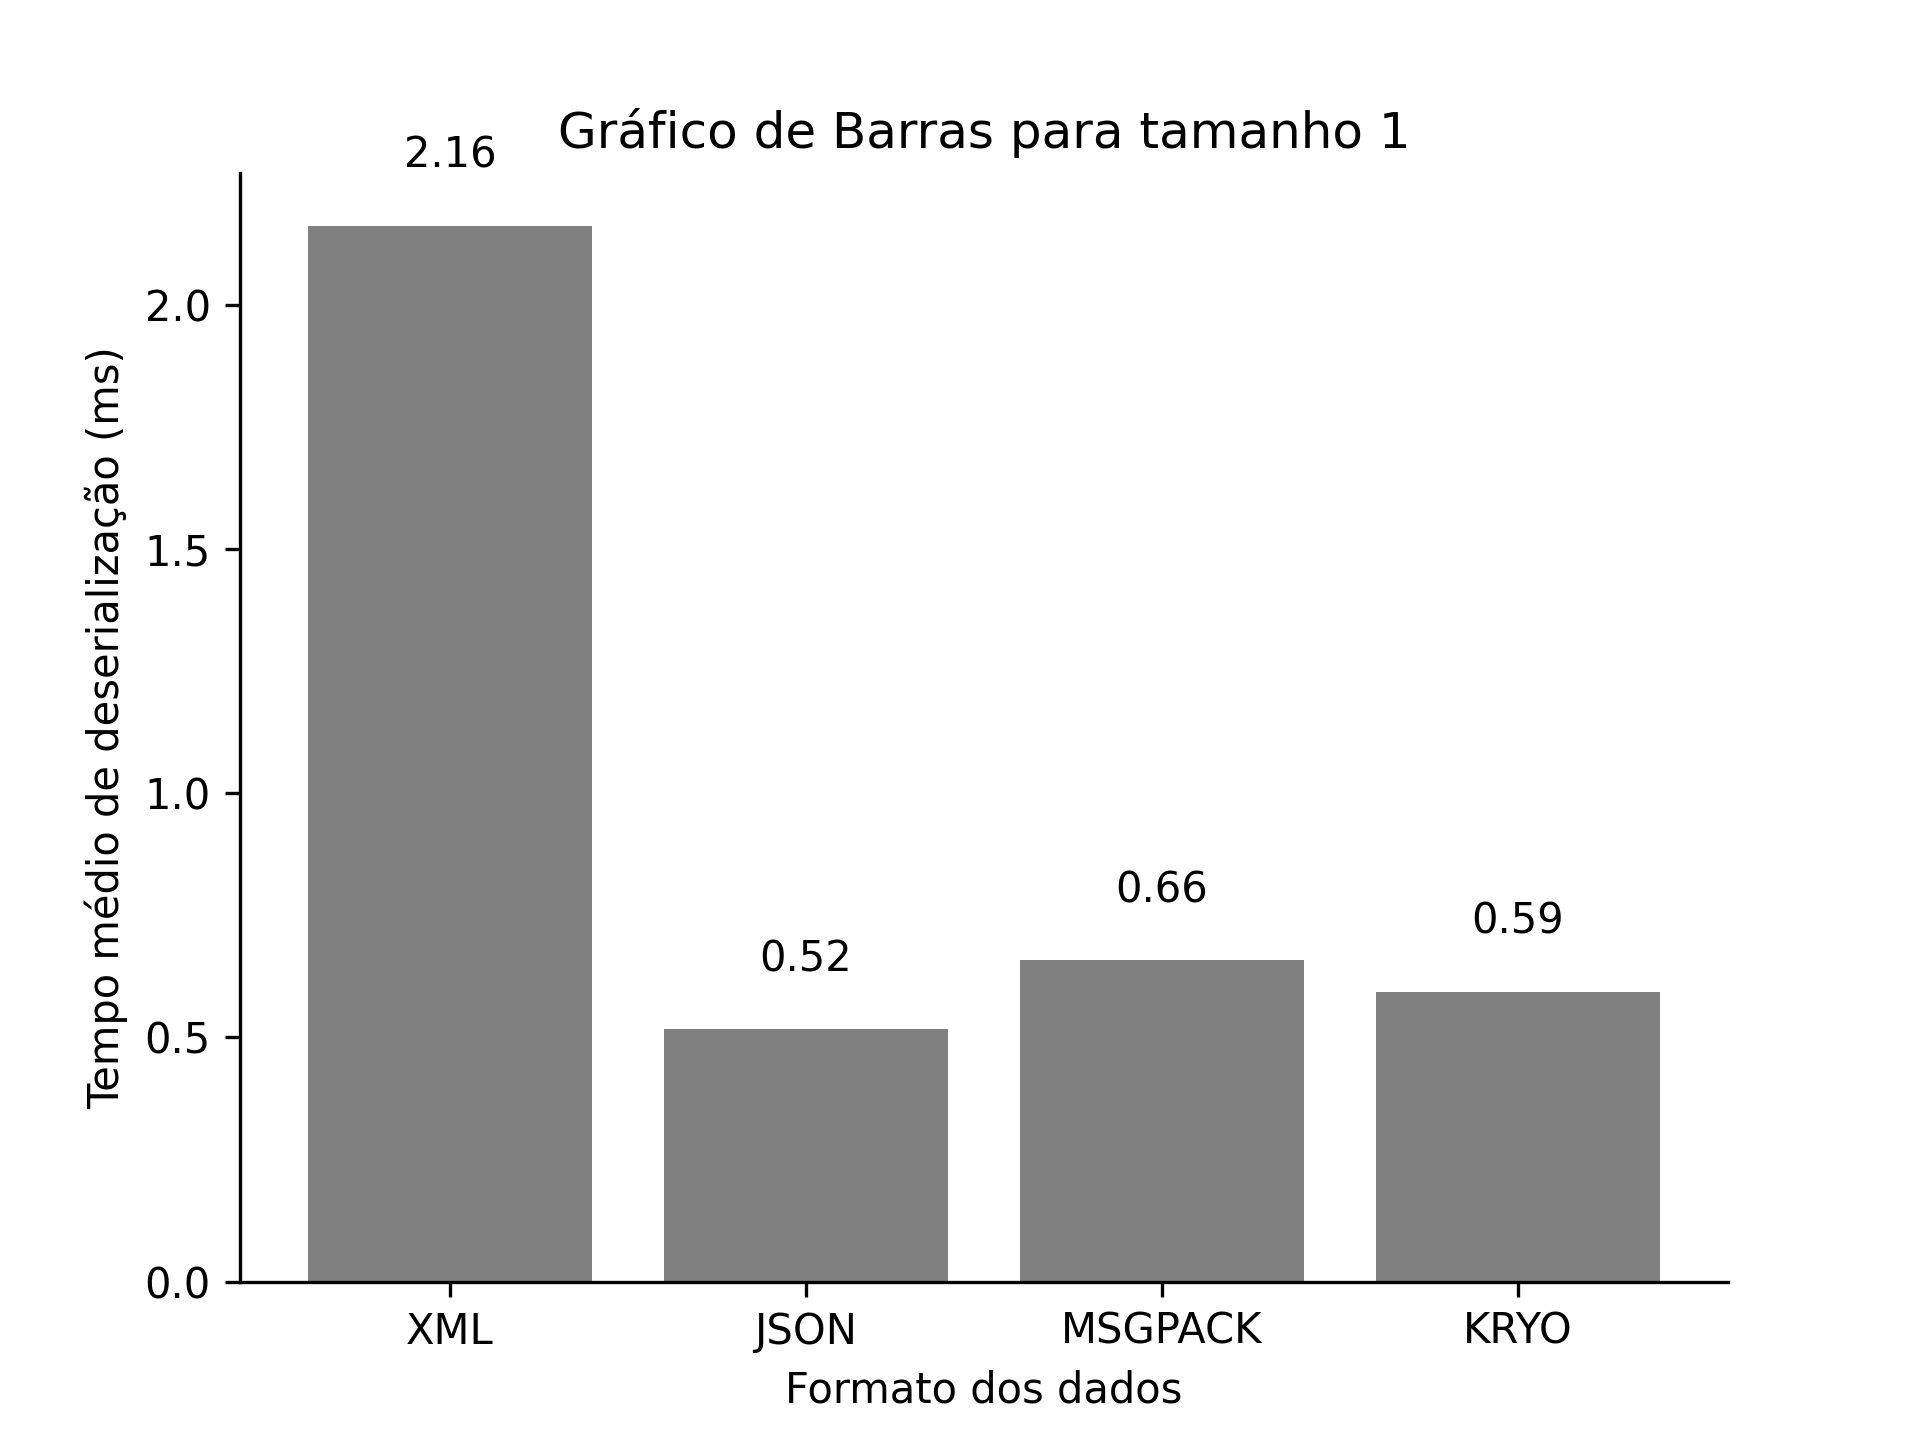 Gráfico de Barras para tamanho 1
2.16
2.0
1.5
1.0
0.5
0.0
Tempo médio de deserialização (ms)
0.52
0.66
0.59
XML JSON MSGPACK KRYO
Formato dos dados